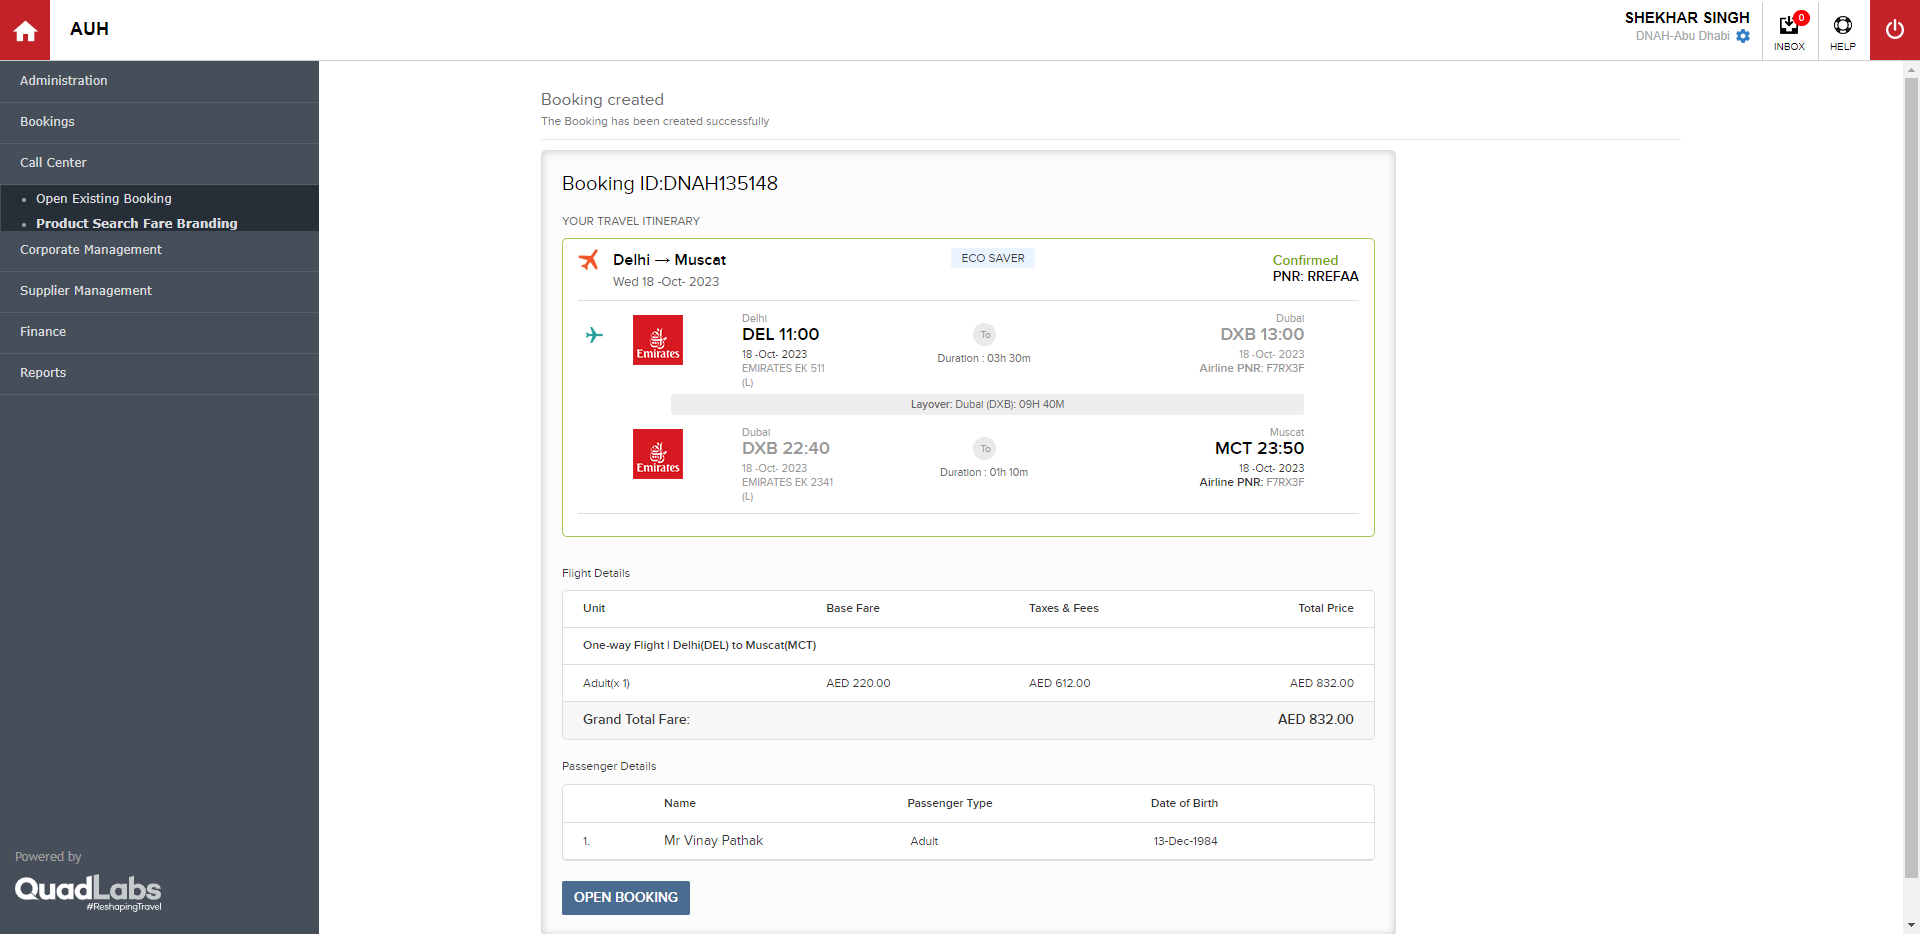 AUH
SHEKHAR SINGH
DNAH-Abu Dhabi
0
INBOX
HELP
Administration
Bookings
Call Center
Open Existing Booking
Product Search Fare Branding
Corporate Management
Supplier Management
Finance
Reports
Powered by
QuadLabs
#ReshapingTravel
Booking created
The Booking has been created successfully
Booking ID:DNAH135148
YOUR TRAVEL ITINERARY
Delhi → Muscat
Wed 18 -Oct- 2023
ECO SAVER
Confirmed
PNR: RREFAA
Emirates
Delhi
DEL 11:00
18 -Oct- 2023
EMIRATES EK 511
(L)
To
Duration : 03h 30m
Dubai
DXB 13:00
18 -Oct- 2023
Airline PNR: F7RX3F
Layover: Dubai (DXB): 09H 40M
Emirates
Dubai
DXB 22:40
18 -Oct- 2023
EMIRATES EK 2341
(L)
To
Duration : 01h 10m
Muscat
MCT 23:50
18 -Oct- 2023
Airline PNR: F7RX3F
Flight Details
Unit Base Fare Taxes & Fees Total Price
One-way Flight | Delhi(DEL) to Muscat(MCT)
Adult(x 1) AED 220.00 AED 612.00 AED 832.00
Grand Total Fare: AED 832.00
Passenger Details
Name Passenger Type Date of Birth
1. Mr Vinay Pathak Adult 13-Dec-1984
OPEN BOOKING